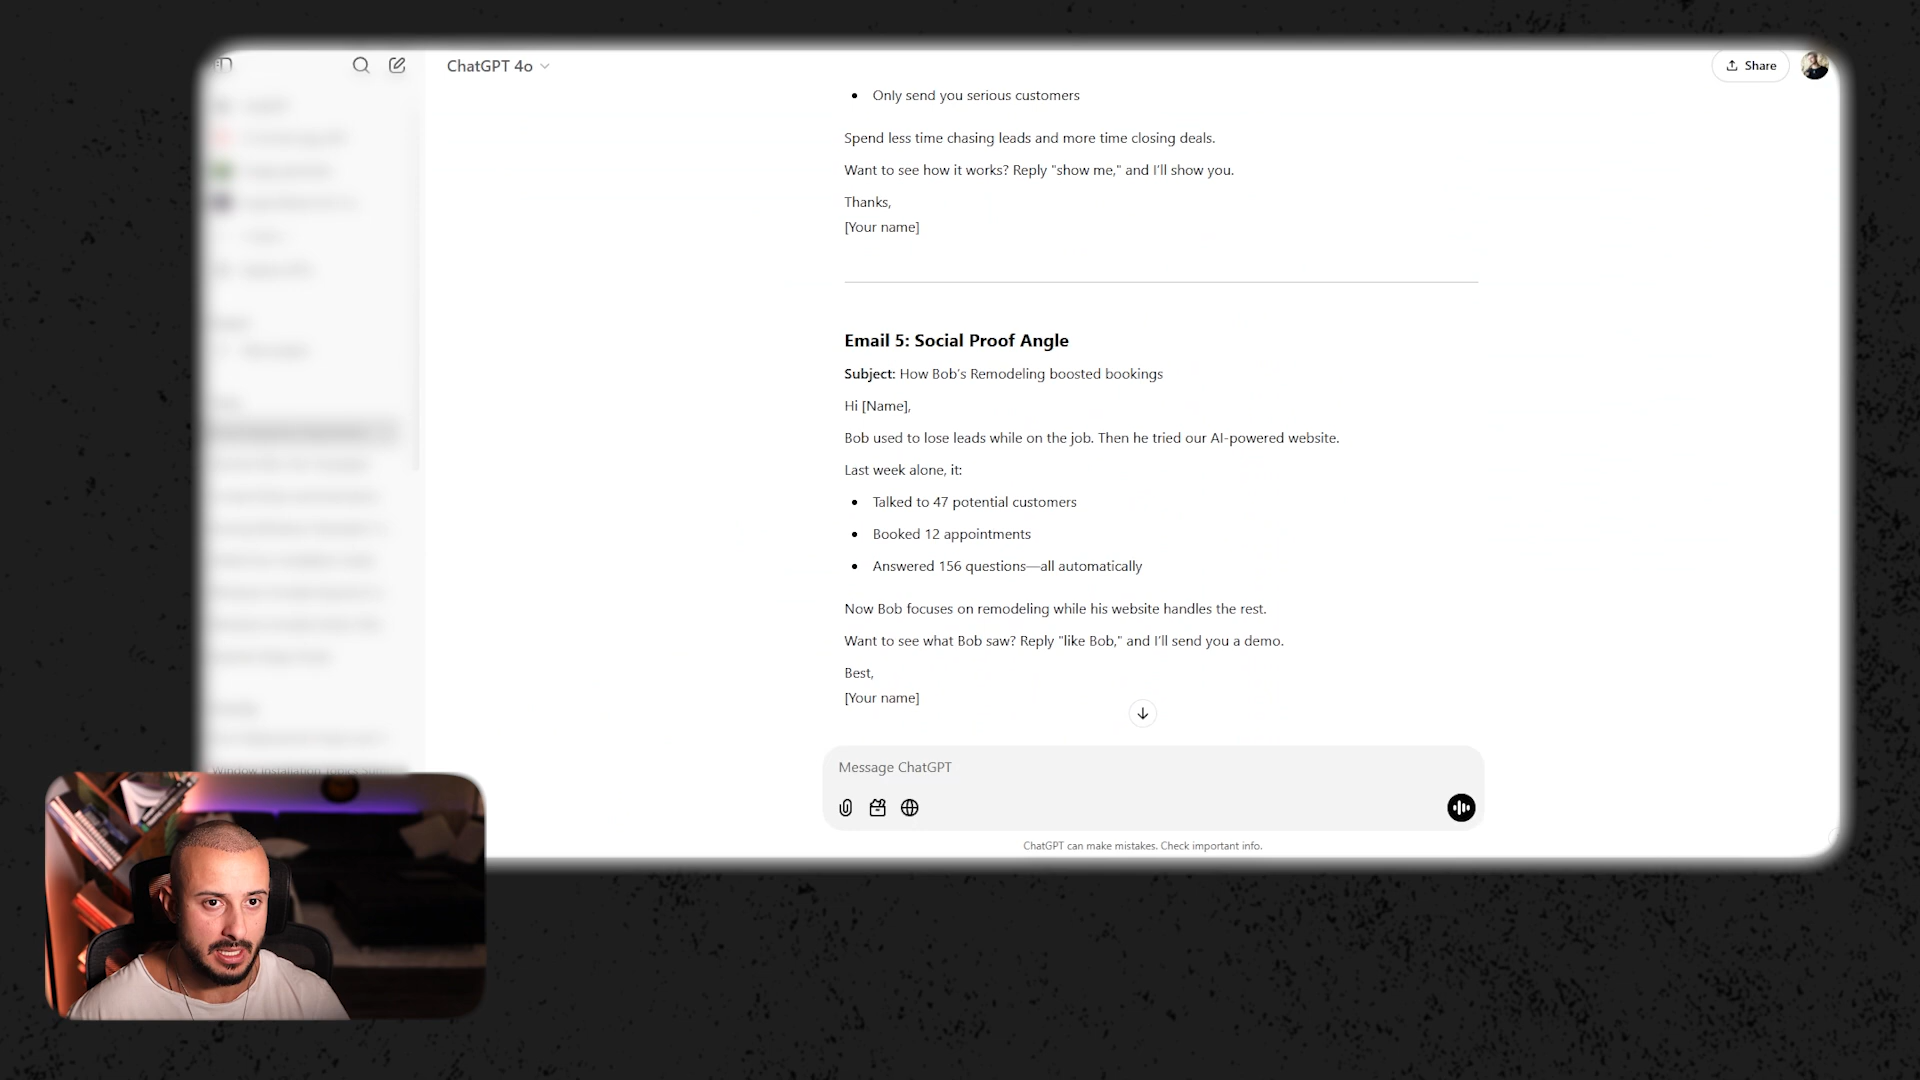 ChatGPT 4o
Share
Only send you serious customers
Spend less time chasing leads and more time closing deals.
Want to see how it works? Reply "show me," and I'll show you.
Thanks,
[Your name]
Email 5: Social Proof Angle
Subject: How Bob's Remodeling boosted bookings
Hi [Name],
Bob used to lose leads while on the job. Then he tried our AI-powered website.
Last week alone, it:
Talked to 47 potential customers
Booked 12 appointments
Answered 156 questions—all automatically
Now Bob focuses on remodeling while his website handles the rest.
Want to see what Bob saw? Reply "like Bob," and I'll send you a demo.
Best,
[Your name]
Message ChatGPT
ChatGPT can make mistakes. Check important info.
Window Installation Topics